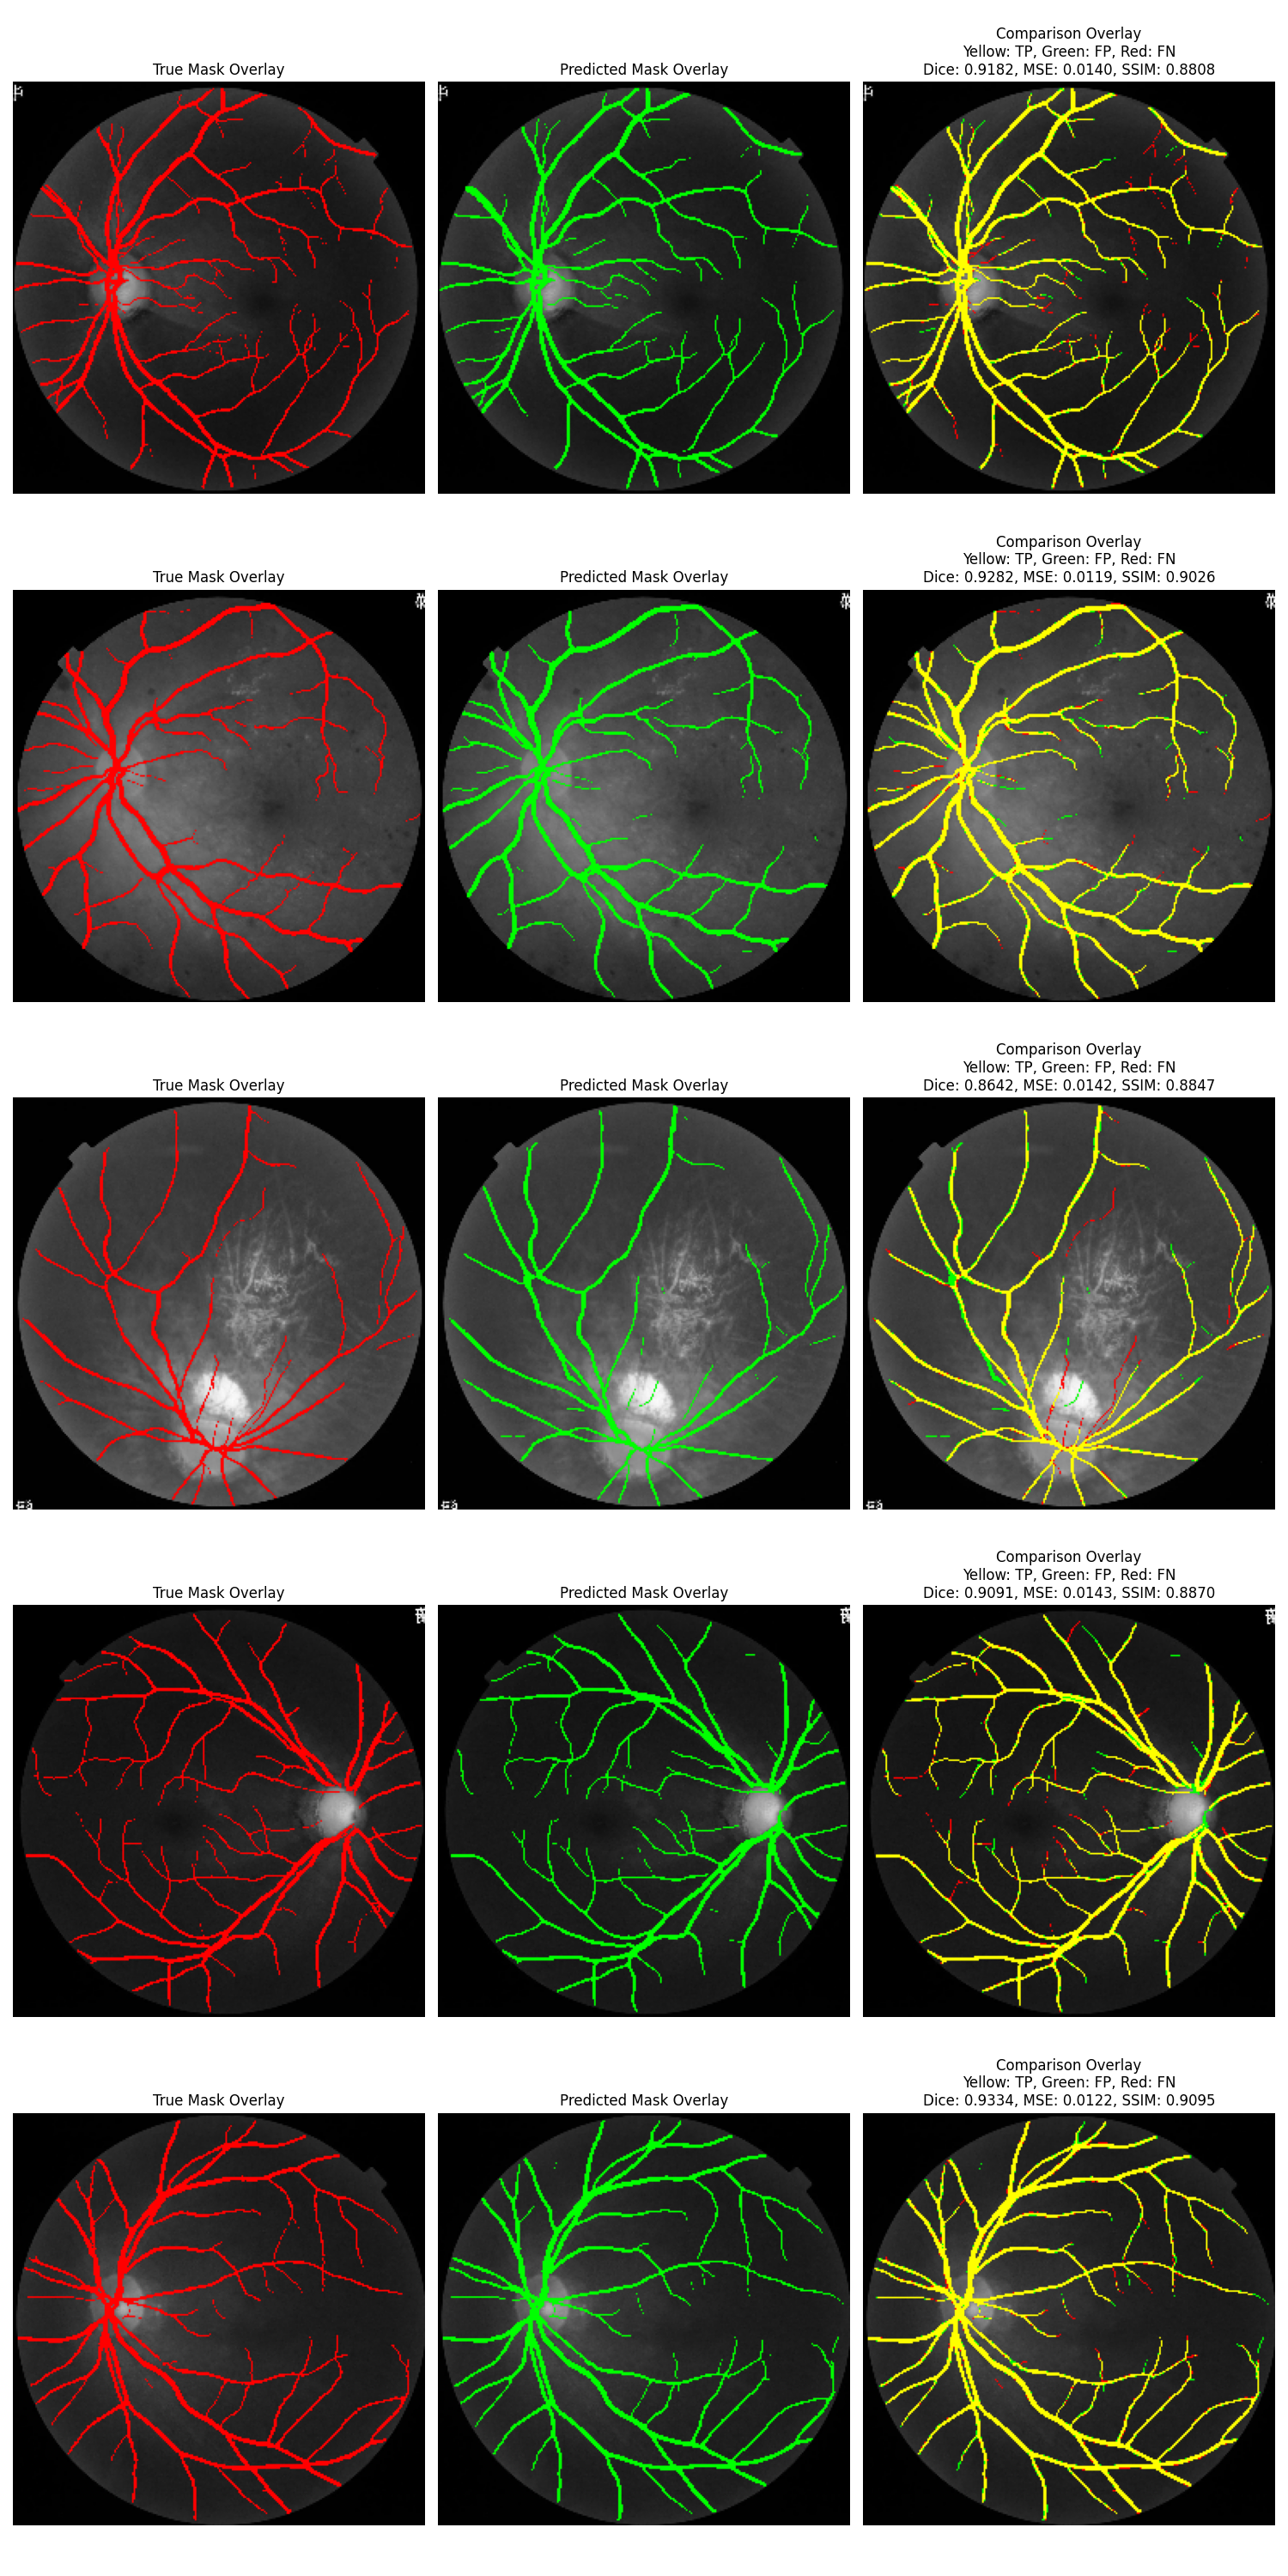 True Mask Overlay
Predicted Mask Overlay
Comparison Overlay
Yellow: TP, Green: FP, Red: FN
Dice: 0.9182, MSE: 0.0140, SSIM: 0.8808
True Mask Overlay
Predicted Mask Overlay
Comparison Overlay
Yellow: TP, Green: FP, Red: FN
Dice: 0.9282, MSE: 0.0119, SSIM: 0.9026
True Mask Overlay
Predicted Mask Overlay
Comparison Overlay
Yellow: TP, Green: FP, Red: FN
Dice: 0.8642, MSE: 0.0142, SSIM: 0.8847
True Mask Overlay
Predicted Mask Overlay
Comparison Overlay
Yellow: TP, Green: FP, Red: FN
Dice: 0.9091, MSE: 0.0143, SSIM: 0.8870
True Mask Overlay
Predicted Mask Overlay
Comparison Overlay
Yellow: TP, Green: FP, Red: FN
Dice: 0.9334, MSE: 0.0122, SSIM: 0.9095